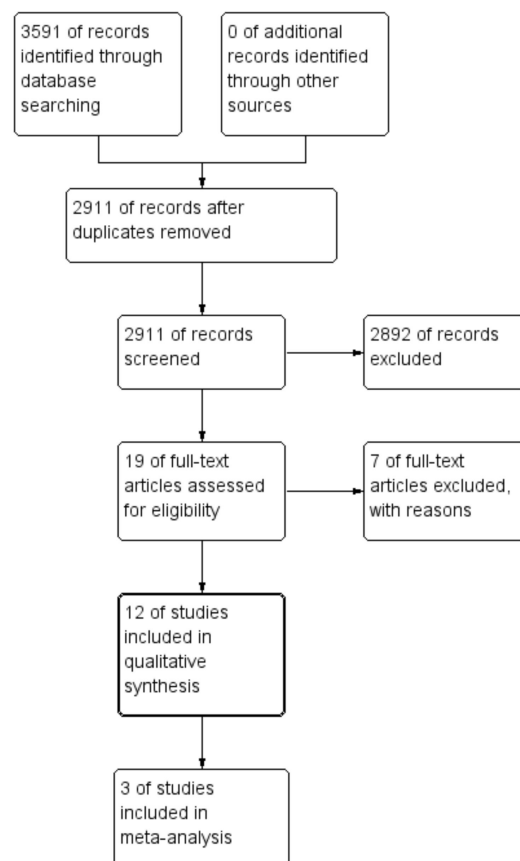 3591 of records
identified through
database
searching
0 of additional
records identified
through other
sources
2911 of records after
duplicates removed
2911 of records
screened
2892 of records
excluded
19 of full-text
articles assessed
for eligibility
7 of full-text
articles excluded,
with reasons
12 of studies
included in
qualitative
synthesis
3 of studies
included in
meta-analysis